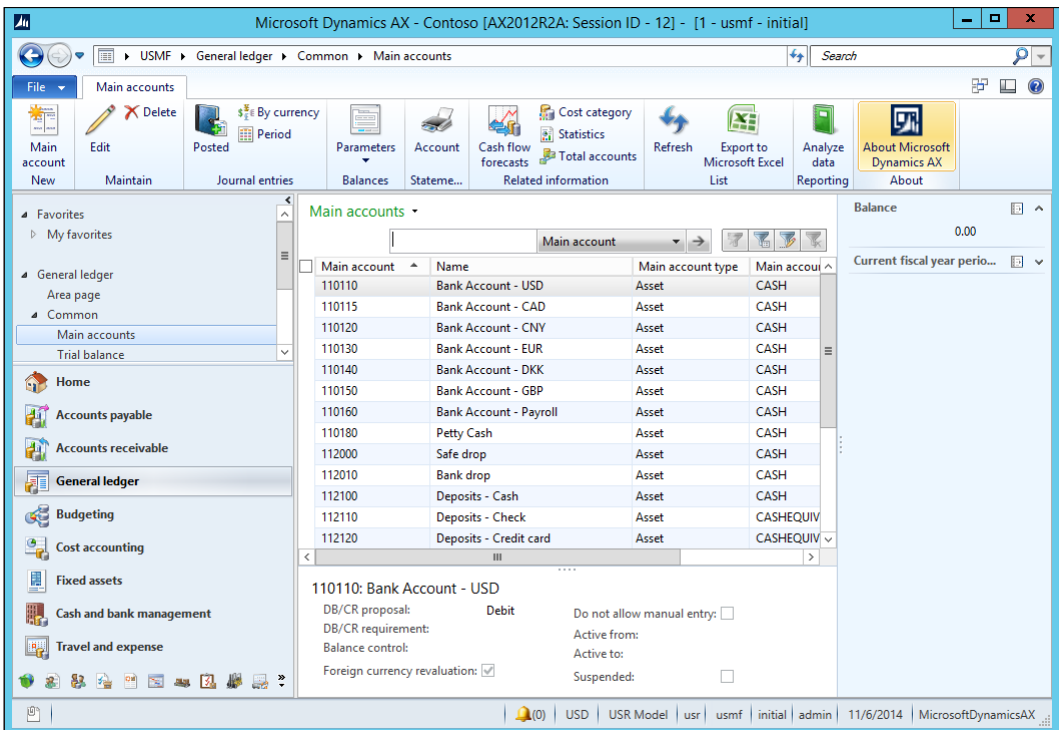 Microsoft Dynamics AX - Contoso [AX2012R2A: Session ID - 12] - [1 - usmf - initial]
USMF General ledger Common Main accounts Search
File Main accounts
Main account
Edit
Delete
Posted
By currency
Period
Parameters
Account
Cash flow forecasts
Cost category
Statistics
Total accounts
Refresh
Export to Microsoft Excel
Analyze data
About Microsoft Dynamics AX
New Maintain Journal entries Balances Stateme... Related information List Reporting About
Favorites
My favorites
General ledger
Area page
Common
Main accounts
Trial balance
Home
Accounts payable
Accounts receivable
General ledger
Budgeting
Cost accounting
Fixed assets
Cash and bank management
Travel and expense
Main accounts
Main account
Main account Name Main account type Main accou
110110 Bank Account - USD Asset CASH
110115 Bank Account - CAD Asset CASH
110120 Bank Account - CNY Asset CASH
110130 Bank Account - EUR Asset CASH
110140 Bank Account - DKK Asset CASH
110150 Bank Account - GBP Asset CASH
110160 Bank Account - Payroll Asset CASH
110180 Petty Cash Asset CASH
112000 Safe drop Asset CASH
112010 Bank drop Asset CASH
112100 Deposits - Cash Asset CASH
112110 Deposits - Check Asset CASHEQUIV
112120 Deposits - Credit card Asset CASHEQUIV
110110: Bank Account - USD
DB/CR proposal: Debit
DB/CR requirement:
Balance control:
Foreign currency revaluation:
Do not allow manual entry:
Active from:
Active to:
Suspended:
Balance
0.00
Current fiscal year perio...
(0) USD USR Model usr usmf initial admin 11/6/2014 MicrosoftDynamicsAX